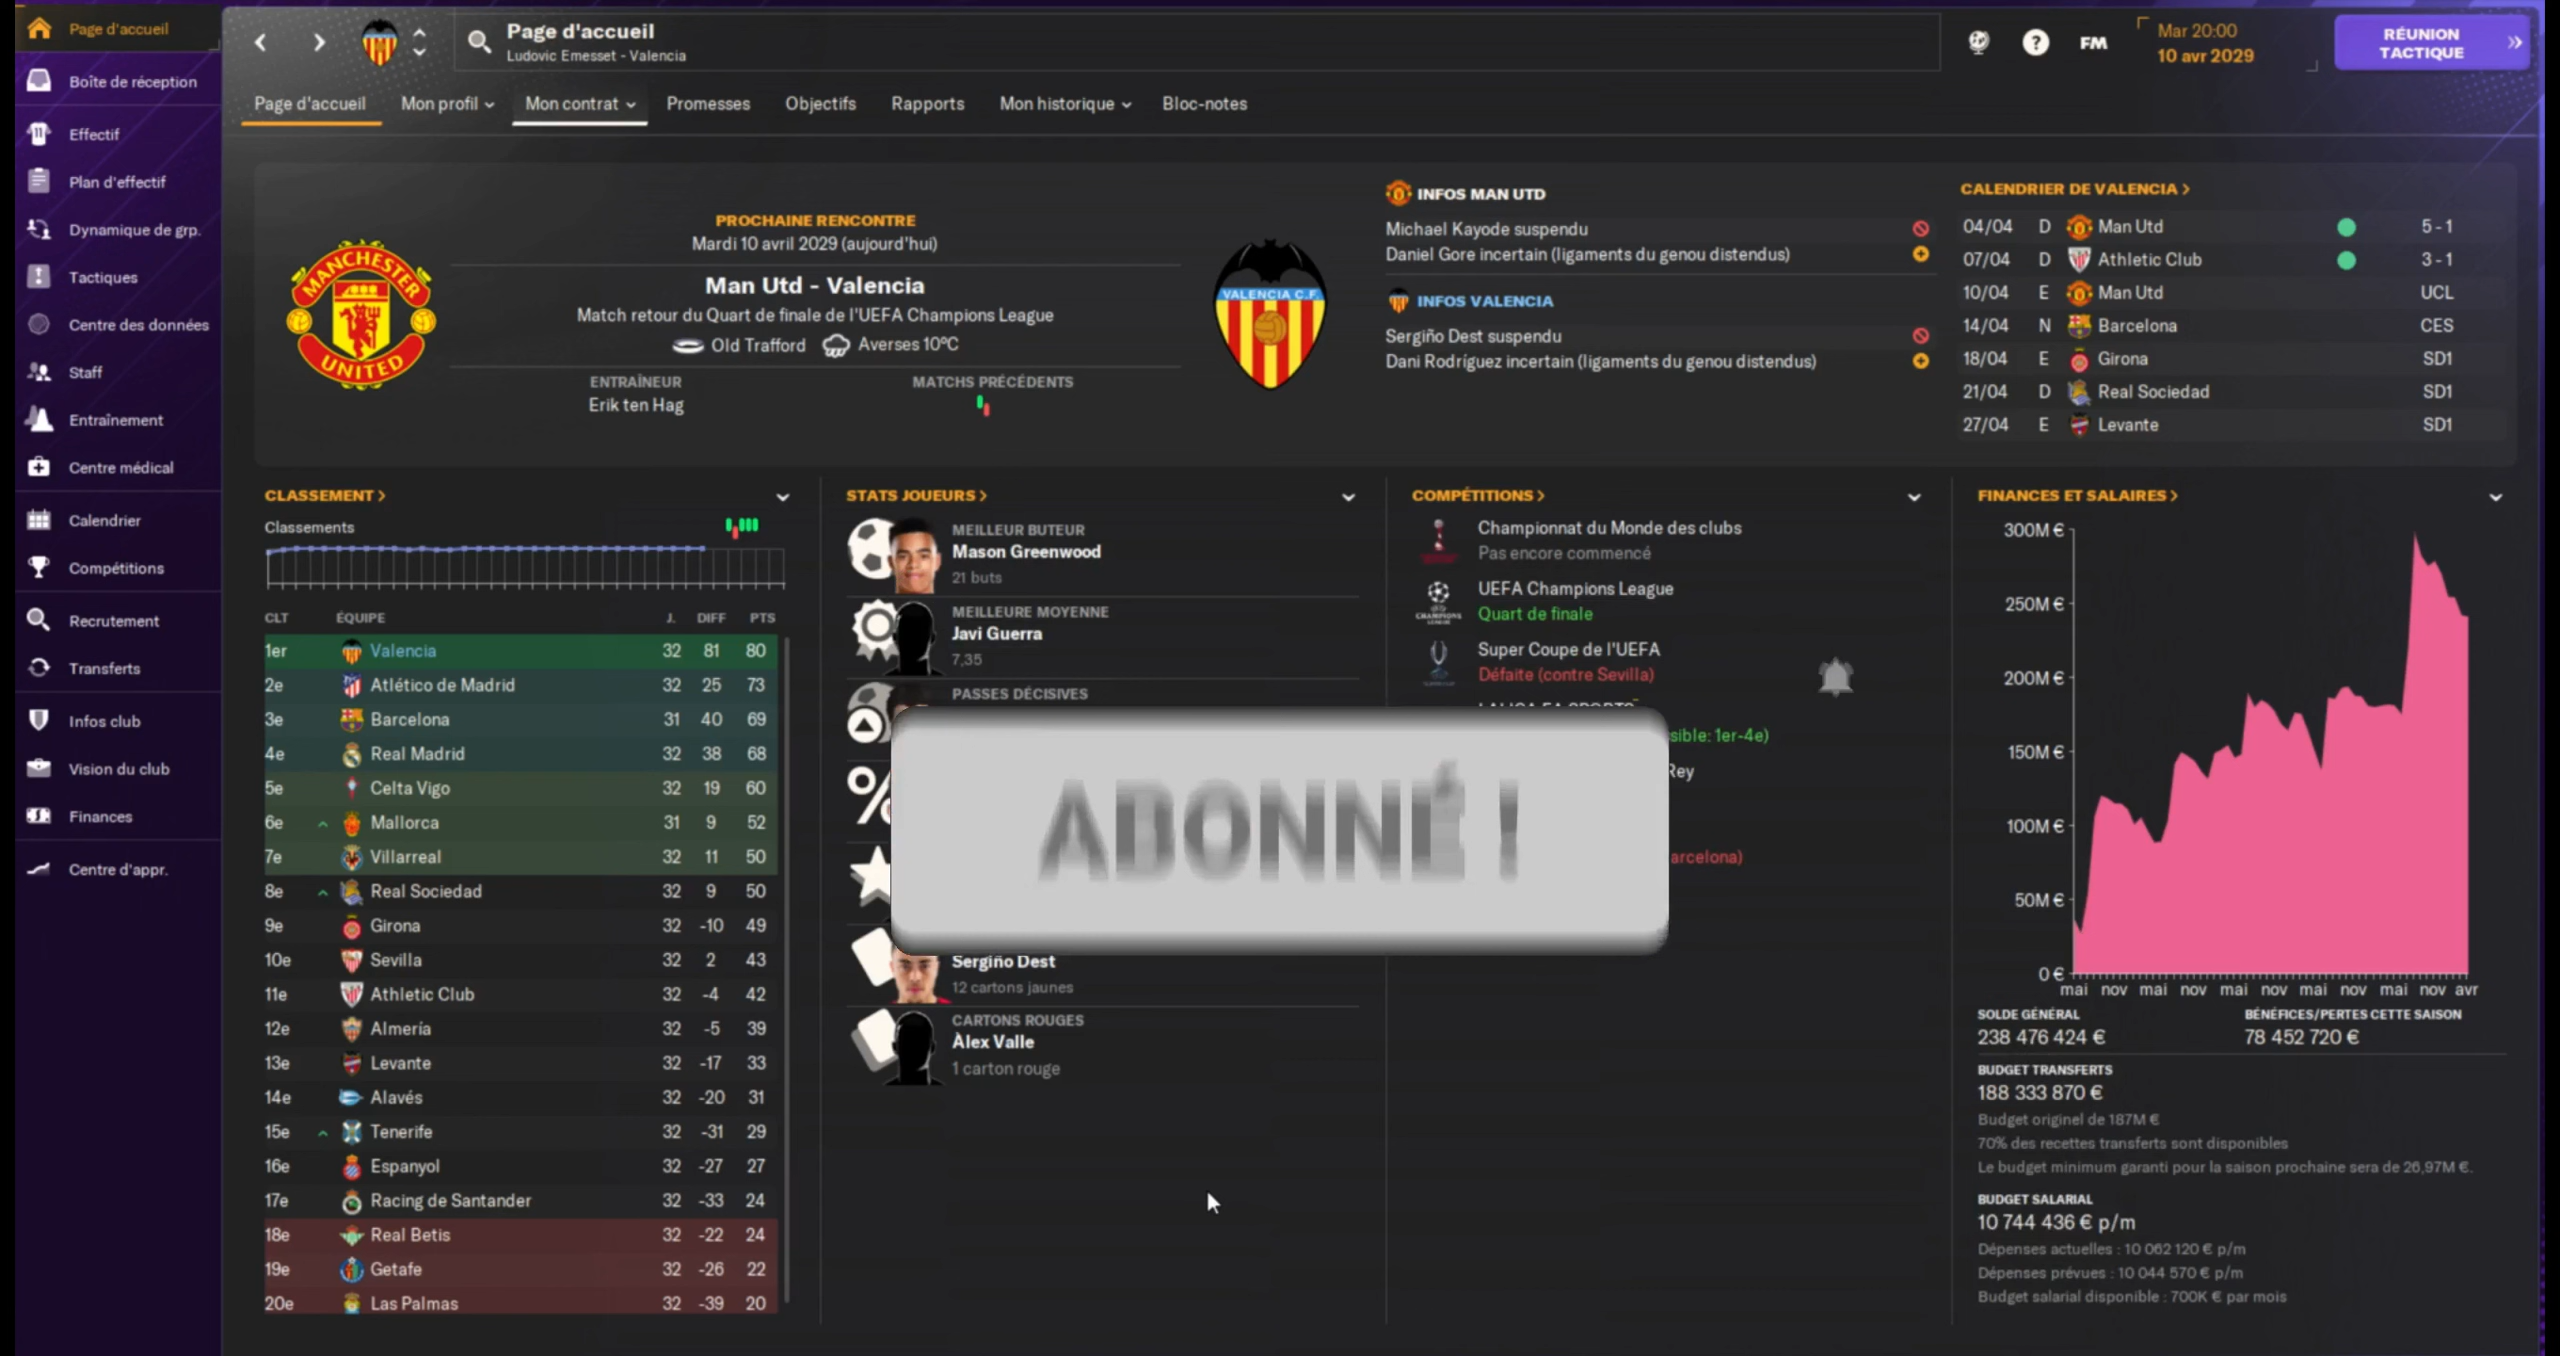 Page d'accueil
Boîte de réception
Effectif
Plan d'effectif
Dynamique de grp.
Tactiques
Centre des données
Staff
Entraînement
Centre médical
Calendrier
Compétitions
Recrutement
Transferts
Infos club
Vision du club
Finances
Centre d'appr.
Page d'accueil
Ludovic Emesset - Valencia
FM
Mar 20:00
10 avr 2029
RÉUNION
TACTIQUE
Page d'accueil Mon profil Mon contrat Promesses Objectifs Rapports Mon historique Bloc-notes
MANCHESTER
UNITED
PROCHAINE RENCONTRE
Mardi 10 avril 2029 (aujourd'hui)
Man Utd - Valencia
Match retour du Quart de finale de l'UEFA Champions League
Old Trafford Averses 10°C
ENTRAÎNEUR
Erik ten Hag
MATCHS PRÉCÉDENTS
VALENCIA C.F
INFOS MAN UTD
Michael Kayode suspendu
Daniel Gore incertain (ligaments du genou distendus)
INFOS VALENCIA
Sergiño Dest suspendu
Dani Rodríguez incertain (ligaments du genou distendus)
CALENDRIER DE VALENCIA >
04/04 D Man Utd 5 - 1
07/04 D Athletic Club 3 - 1
10/04 E Man Utd UCL
14/04 N Barcelona CES
18/04 E Girona SD1
21/04 D Real Sociedad SD1
27/04 E Levante SD1
CLASSEMENT >
Classements
CLT ÉQUIPE J. DIFF PTS
1er Valencia 32 81 80
2e Atlético de Madrid 32 25 73
3e Barcelona 31 40 69
4e Real Madrid 32 38 68
5e Celta Vigo 32 19 60
6e Mallorca 31 9 52
7e Villarreal 32 11 50
8e Real Sociedad 32 9 50
9e Girona 32 -10 49
10e Sevilla 32 2 43
11e Athletic Club 32 -4 42
12e Almería 32 -5 39
13e Levante 32 -17 33
14e Alavés 32 -20 31
15e Tenerife 32 -31 29
16e Espanyol 32 -27 27
17e Racing de Santander 32 -33 24
18e Real Betis 32 -22 24
19e Getafe 32 -26 22
20e Las Palmas 32 -39 20
STATS JOUEURS >
MEILLEUR BUTEUR
Mason Greenwood
21 buts
MEILLEURE MOYENNE
Javi Guerra
7,35
PASSES DÉCISIVES
ABONNÉ !
Sergiño Dest
12 cartons jaunes
CARTONS ROUGES
Àlex Valle
1 carton rouge
COMPÉTITIONS >
Championnat du Monde des clubs
Pas encore commencé
UEFA Champions League
Quart de finale
Super Coupe de l'UEFA
Défaite (contre Sevilla)
LALIGA EA SPORTS
sible: 1er-4e)
Rey
arcelona)
FINANCES ET SALAIRES >
300M €
250M €
200M €
150M €
100M €
50M €
0 €
mai nov mai nov mai nov mai nov mai nov avr
SOLDE GÉNÉRAL
238 476 424 €
BÉNÉFICES/PERTES CETTE SAISON
78 452 720 €
BUDGET TRANSFERTS
188 333 870 €
Budget originel de 187M €
70% des recettes transferts sont disponibles
Le budget minimum garanti pour la saison prochaine sera de 26,97M €.
BUDGET SALARIAL
10 744 436 € p/m
Dépenses actuelles : 10 062 120 € p/m
Dépenses prévues : 10 044 570 € p/m
Budget salarial disponible : 700K € par mois